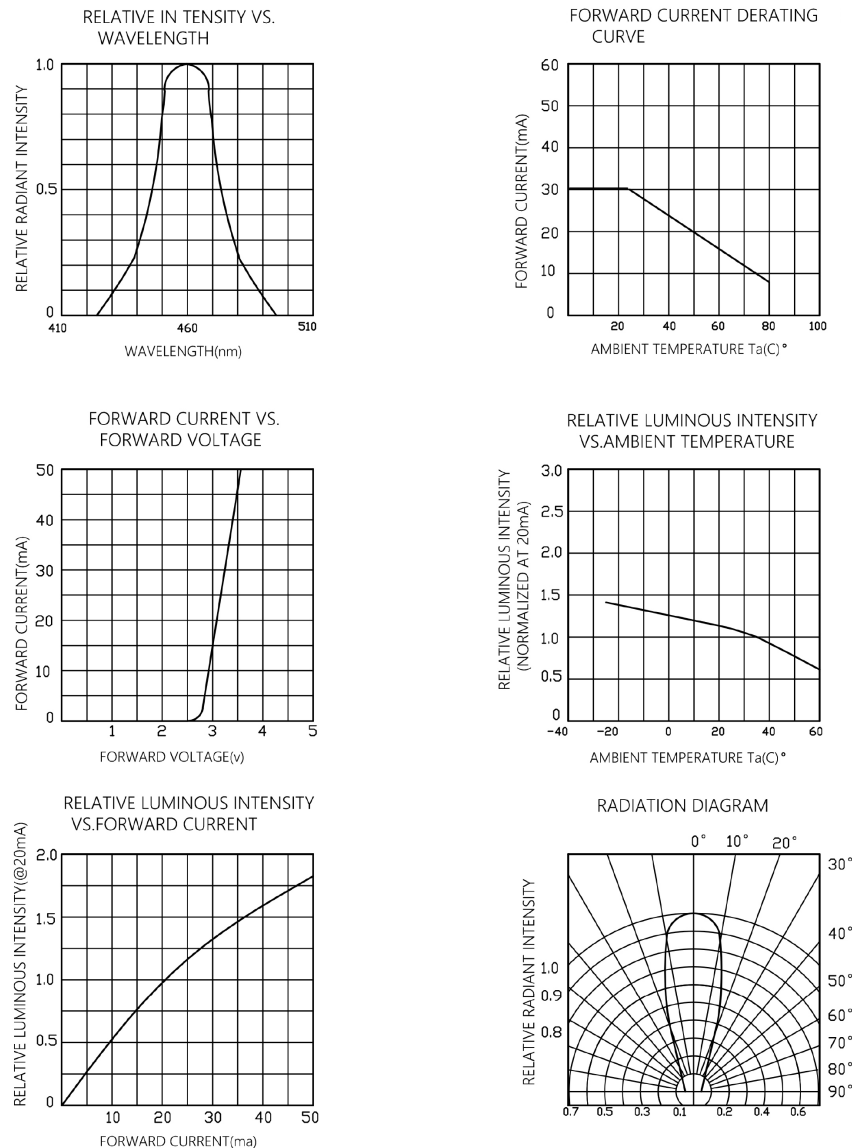 RELATIVE IN TENSITY VS.
WAVELENGTH
RELATIVE RADIANT INTENSITY
1.0
0.5
0
410 460 510
WAVELENGTH(nm)
FORWARD CURRENT DERATING
CURVE
FORWARD CURRENT(mA)
60
50
40
30
20
10
0
20 40 60 80 100
AMBIENT TEMPERATURE Ta(C)°
FORWARD CURRENT VS.
FORWARD VOLTAGE
FORWARD CURRENT(mA)
50
40
30
20
10
0
1 2 3 4 5
FORWARD VOLTAGE(v)
RELATIVE LUMINOUS INTENSITY
VS.AMBIENT TEMPERATURE
RELATIVE LUMINOUS INTENSITY
(NORMALIZED AT 20mA)
3.0
2.5
2.0
1.5
1.0
0.5
0
-40 -20 0 20 40 60
AMBIENT TEMPERATURE Ta(C)°
RELATIVE LUMINOUS INTENSITY
VS.FORWARD CURRENT
RELATIVE LUMINOUS INTENSITY(@20mA)
2.0
1.5
1.0
0.5
0
10 20 30 40 50
FORWARD CURRENT(ma)
RADIATION DIAGRAM
0° 10° 20°
30°
40°
50°
60°
70°
80°
90°
RELATIVE RADIANT INTENSITY
1.0
0.9
0.8
0.7 0.5 0.3 0.1 0.2 0.4 0.6